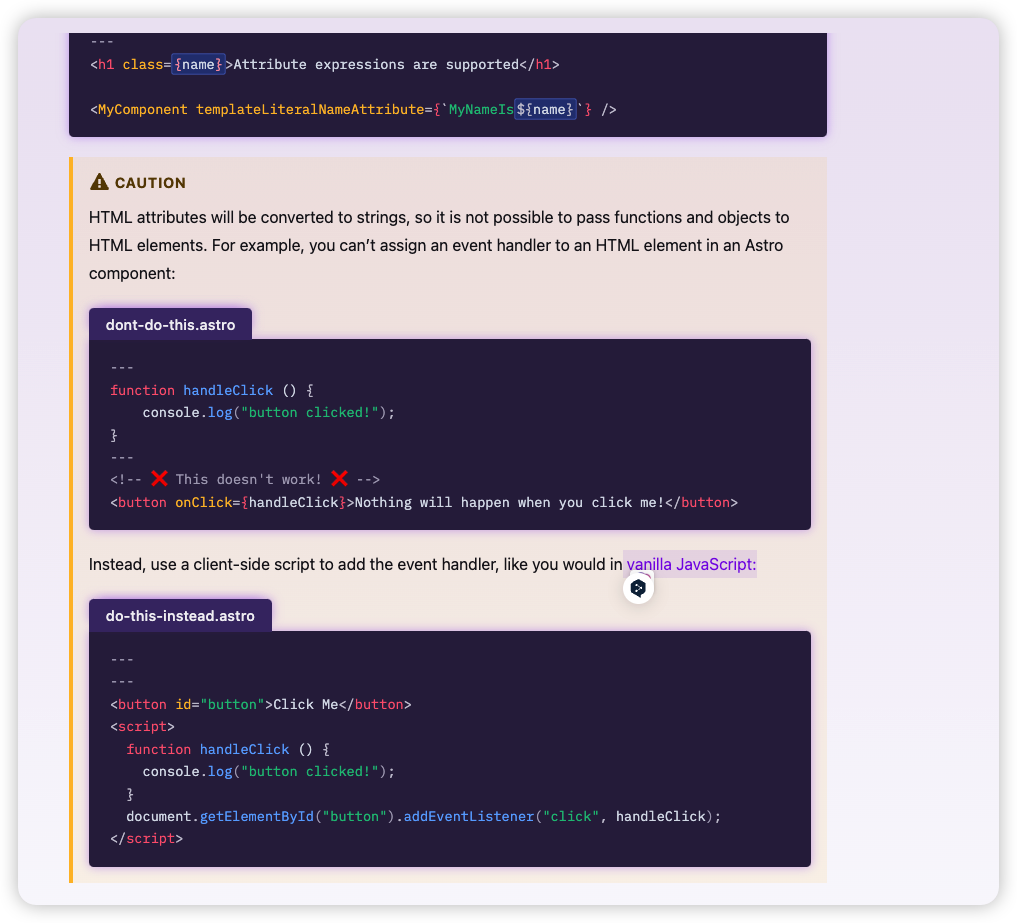 ---
<h1 class={name}>Attribute expressions are supported</h1>
<MyComponent templateLiteralNameAttribute={`MyNameIs${name}`} />
CAUTION
HTML attributes will be converted to strings, so it is not possible to pass functions and objects to
HTML elements. For example, you can’t assign an event handler to an HTML element in an Astro
component:
dont-do-this.astro
---
function handleClick () {
    console.log("button clicked!");
}
---
<!-- ❌ This doesn't work! ❌ -->
<button onClick={handleClick}>Nothing will happen when you click me!</button>
Instead, use a client-side script to add the event handler, like you would in vanilla JavaScript:
do-this-instead.astro
---
---
<button id="button">Click Me</button>
<script>
  function handleClick () {
    console.log("button clicked!");
  }
  document.getElementById("button").addEventListener("click", handleClick);
</script>